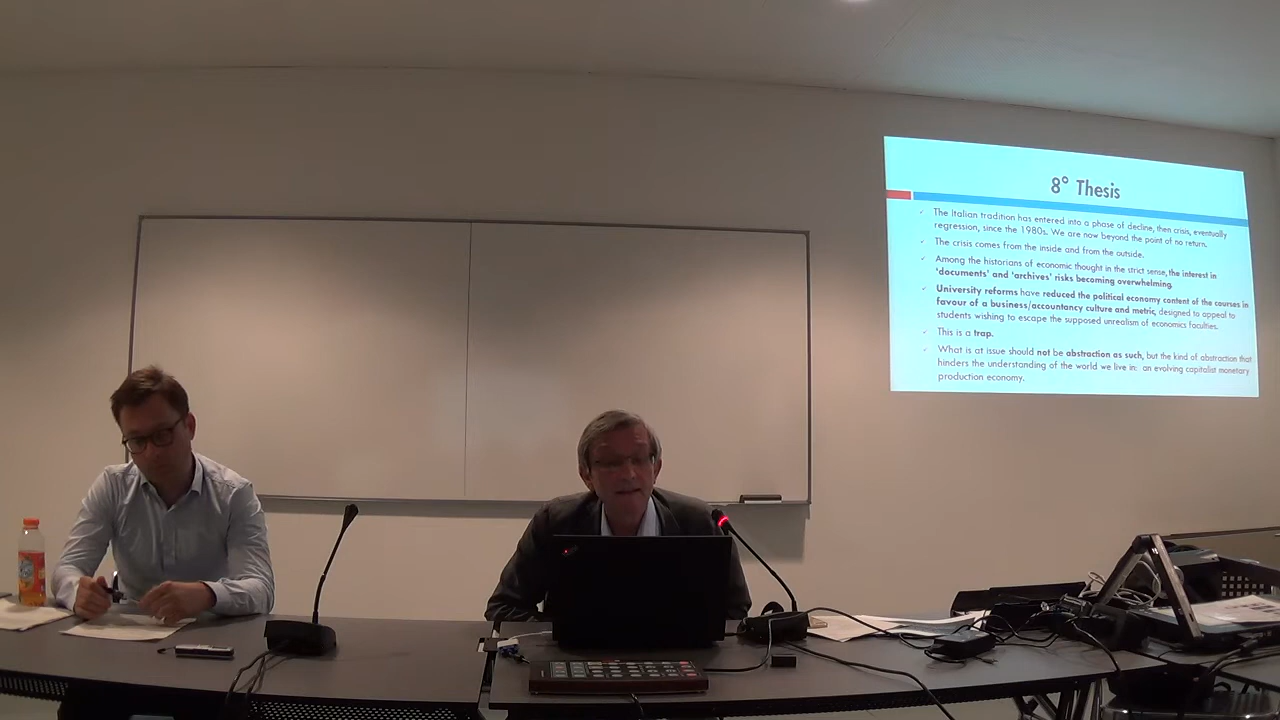 8° Thesis
The Italian tradition has entered into a phase of decline, then crisis, eventually
regression, since the 1980s. We are now beyond the point of no return.
The crisis comes from the inside and from the outside.
Among the historians of economic thought in the strict sense, the interest in
'documents' and 'archives' risks becoming overwhelming.
University reforms have reduced the political economy content of the courses in
favour of a business/accountancy culture and metric, designed to appeal to
students wishing to escape the supposed unrealism of economics faculties.
This is a trap.
What is at issue should not be abstraction as such, but the kind of abstraction that
hinders the understanding of the world we live in: an evolving capitalist monetary
production economy.